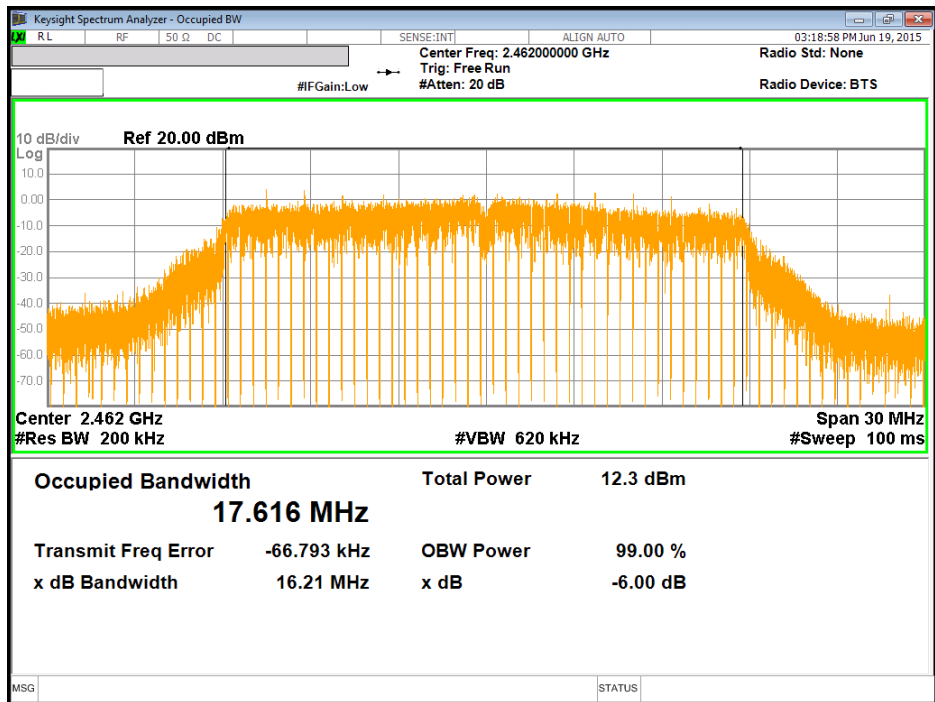 Keysight Spectrum Analyzer - Occupied BW
LXI RL RF 50 Ω DC SENSE:INT ALIGN AUTO 03:18:58 PM Jun 19, 2015
Center Freq: 2.462000000 GHz Radio Std: None
Trig: Free Run
#IFGain:Low #Atten: 20 dB Radio Device: BTS
10 dB/div Ref 20.00 dBm
Log
10.0
0.00
-10.0
-20.0
-30.0
-40.0
-50.0
-60.0
-70.0
Center 2.462 GHz Span 30 MHz
#Res BW 200 kHz #VBW 620 kHz #Sweep 100 ms
Occupied Bandwidth Total Power 12.3 dBm
17.616 MHz
Transmit Freq Error -66.793 kHz OBW Power 99.00 %
x dB Bandwidth 16.21 MHz x dB -6.00 dB
MSG STATUS